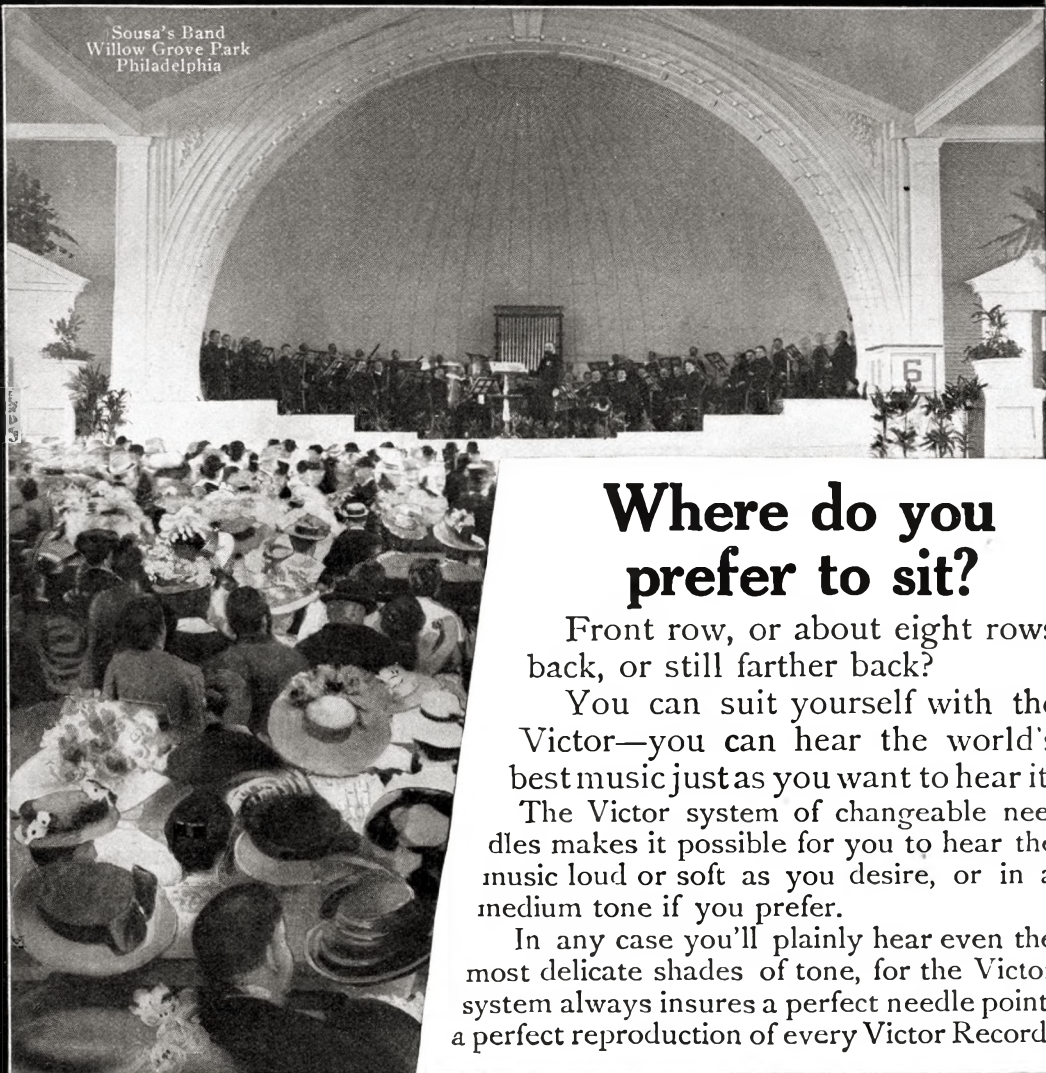 Sousa's Band
Willow Grove Park
Philadelphia
6
Where do you
prefer to sit?
Front row, or about eight rows
back, or still farther back?
You can suit yourself with the
Victor—you can hear the world's
best music just as you want to hear it
The Victor system of changeable nee
dles makes it possible for you to hear the
music loud or soft as you desire, or in a
medium tone if you prefer.
In any case you'll plainly hear even the
most delicate shades of tone, for the Victor
system always insures a perfect needle point
a perfect reproduction of every Victor Record